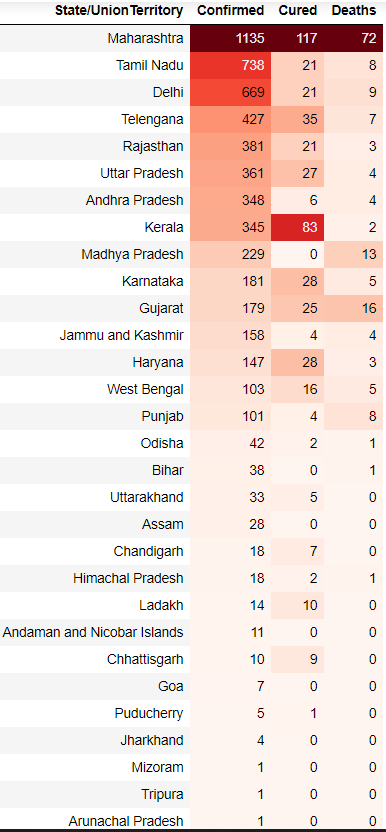 State/UnionTerritory Confirmed Cured Deaths
Maharashtra 1135 117 72
Tamil Nadu 738 21 8
Delhi 669 21 9
Telengana 427 35 7
Rajasthan 381 21 3
Uttar Pradesh 361 27 4
Andhra Pradesh 348 6 4
Kerala 345 83 2
Madhya Pradesh 229 0 13
Karnataka 181 28 5
Gujarat 179 25 16
Jammu and Kashmir 158 4 4
Haryana 147 28 3
West Bengal 103 16 5
Punjab 101 4 8
Odisha 42 2 1
Bihar 38 0 1
Uttarakhand 33 5 0
Assam 28 0 0
Chandigarh 18 7 0
Himachal Pradesh 18 2 1
Ladakh 14 10 0
Andaman and Nicobar Islands 11 0 0
Chhattisgarh 10 9 0
Goa 7 0 0
Puducherry 5 1 0
Jharkhand 4 0 0
Mizoram 1 0 0
Tripura 1 0 0
Arunachal Pradesh 1 0 0